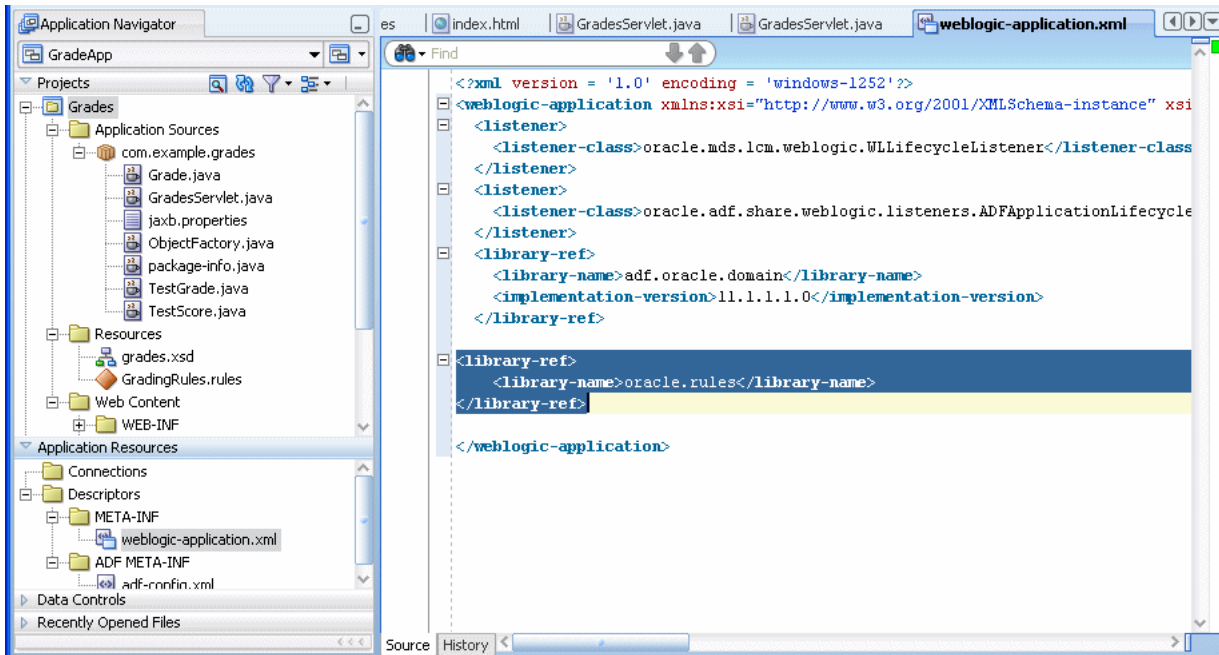 Application Navigator
GradeApp
Projects
Grades
Application Sources
com.example.grades
Grade.java
GradesServlet.java
jaxb.properties
ObjectFactory.java
package-info.java
TestGrade.java
TestScore.java
Resources
grades.xsd
GradingRules.rules
Web Content
WEB-INF
Application Resources
Connections
Descriptors
META-INF
weblogic-application.xml
ADF META-INF
adf-config.xml
Data Controls
Recently Opened Files
es index.html GradesServlet.java GradesServlet.java weblogic-application.xml
Find
<?xml version = '1.0' encoding = 'windows-1252'?>
<weblogic-application xmlns:xsi="http://www.w3.org/2001/XMLSchema-instance" xsi
<listener>
<listener-class>oracle.mds.lcm.weblogic.WLLifecycleListener</listener-class
</listener>
<listener>
<listener-class>oracle.adf.share.weblogic.listeners.ADFApplicationLifecycle
</listener>
<library-ref>
<library-name>adf.oracle.domain</library-name>
<implementation-version>11.1.1.1.0</implementation-version>
</library-ref>
<library-ref>
<library-name>oracle.rules</library-name>
</library-ref>
</weblogic-application>
Source History